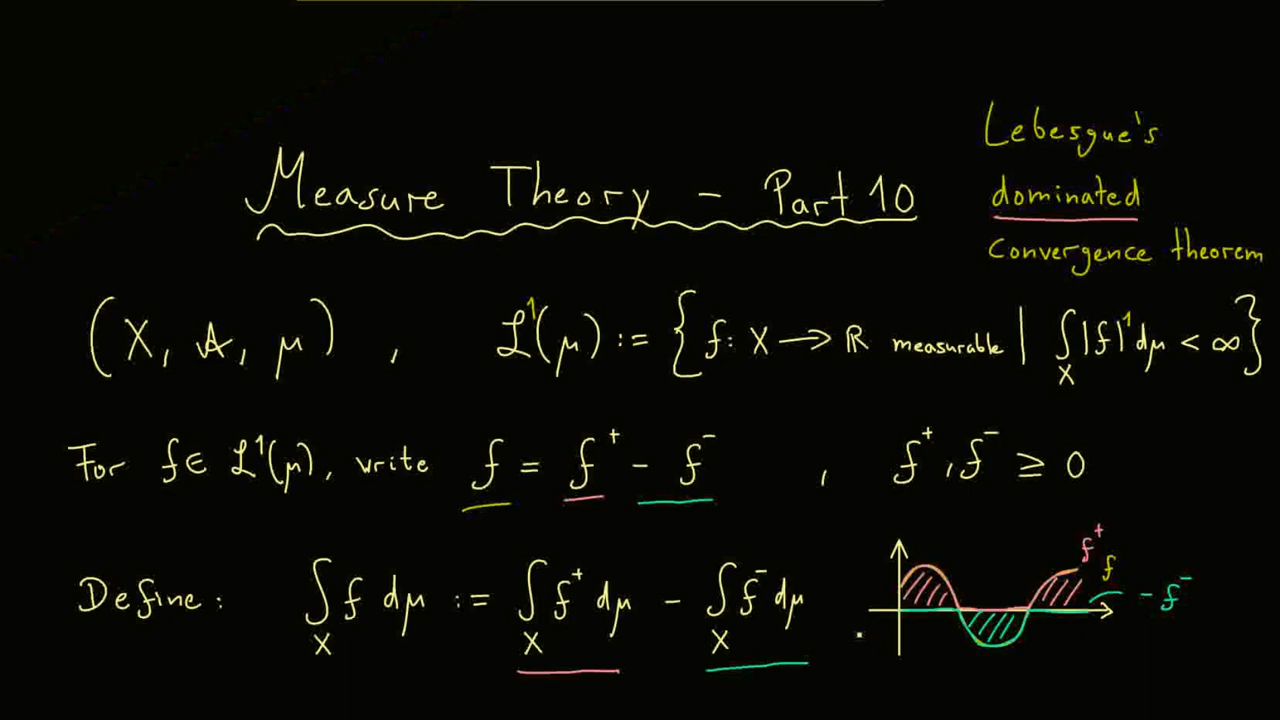 Measure Theory - Part 10
Lebesgue's
dominated
Convergence theorem
(X, 𝒜, μ) , ℒ¹(μ) := { f: X → ℝ measurable | ∫_X |f|¹ dμ < ∞ }
For f ∈ ℒ¹(μ), write f = f⁺ - f⁻ , f⁺, f⁻ ≥ 0
Define: ∫_X f dμ := ∫_X f⁺ dμ - ∫_X f⁻ dμ
f⁺
f
- f⁻